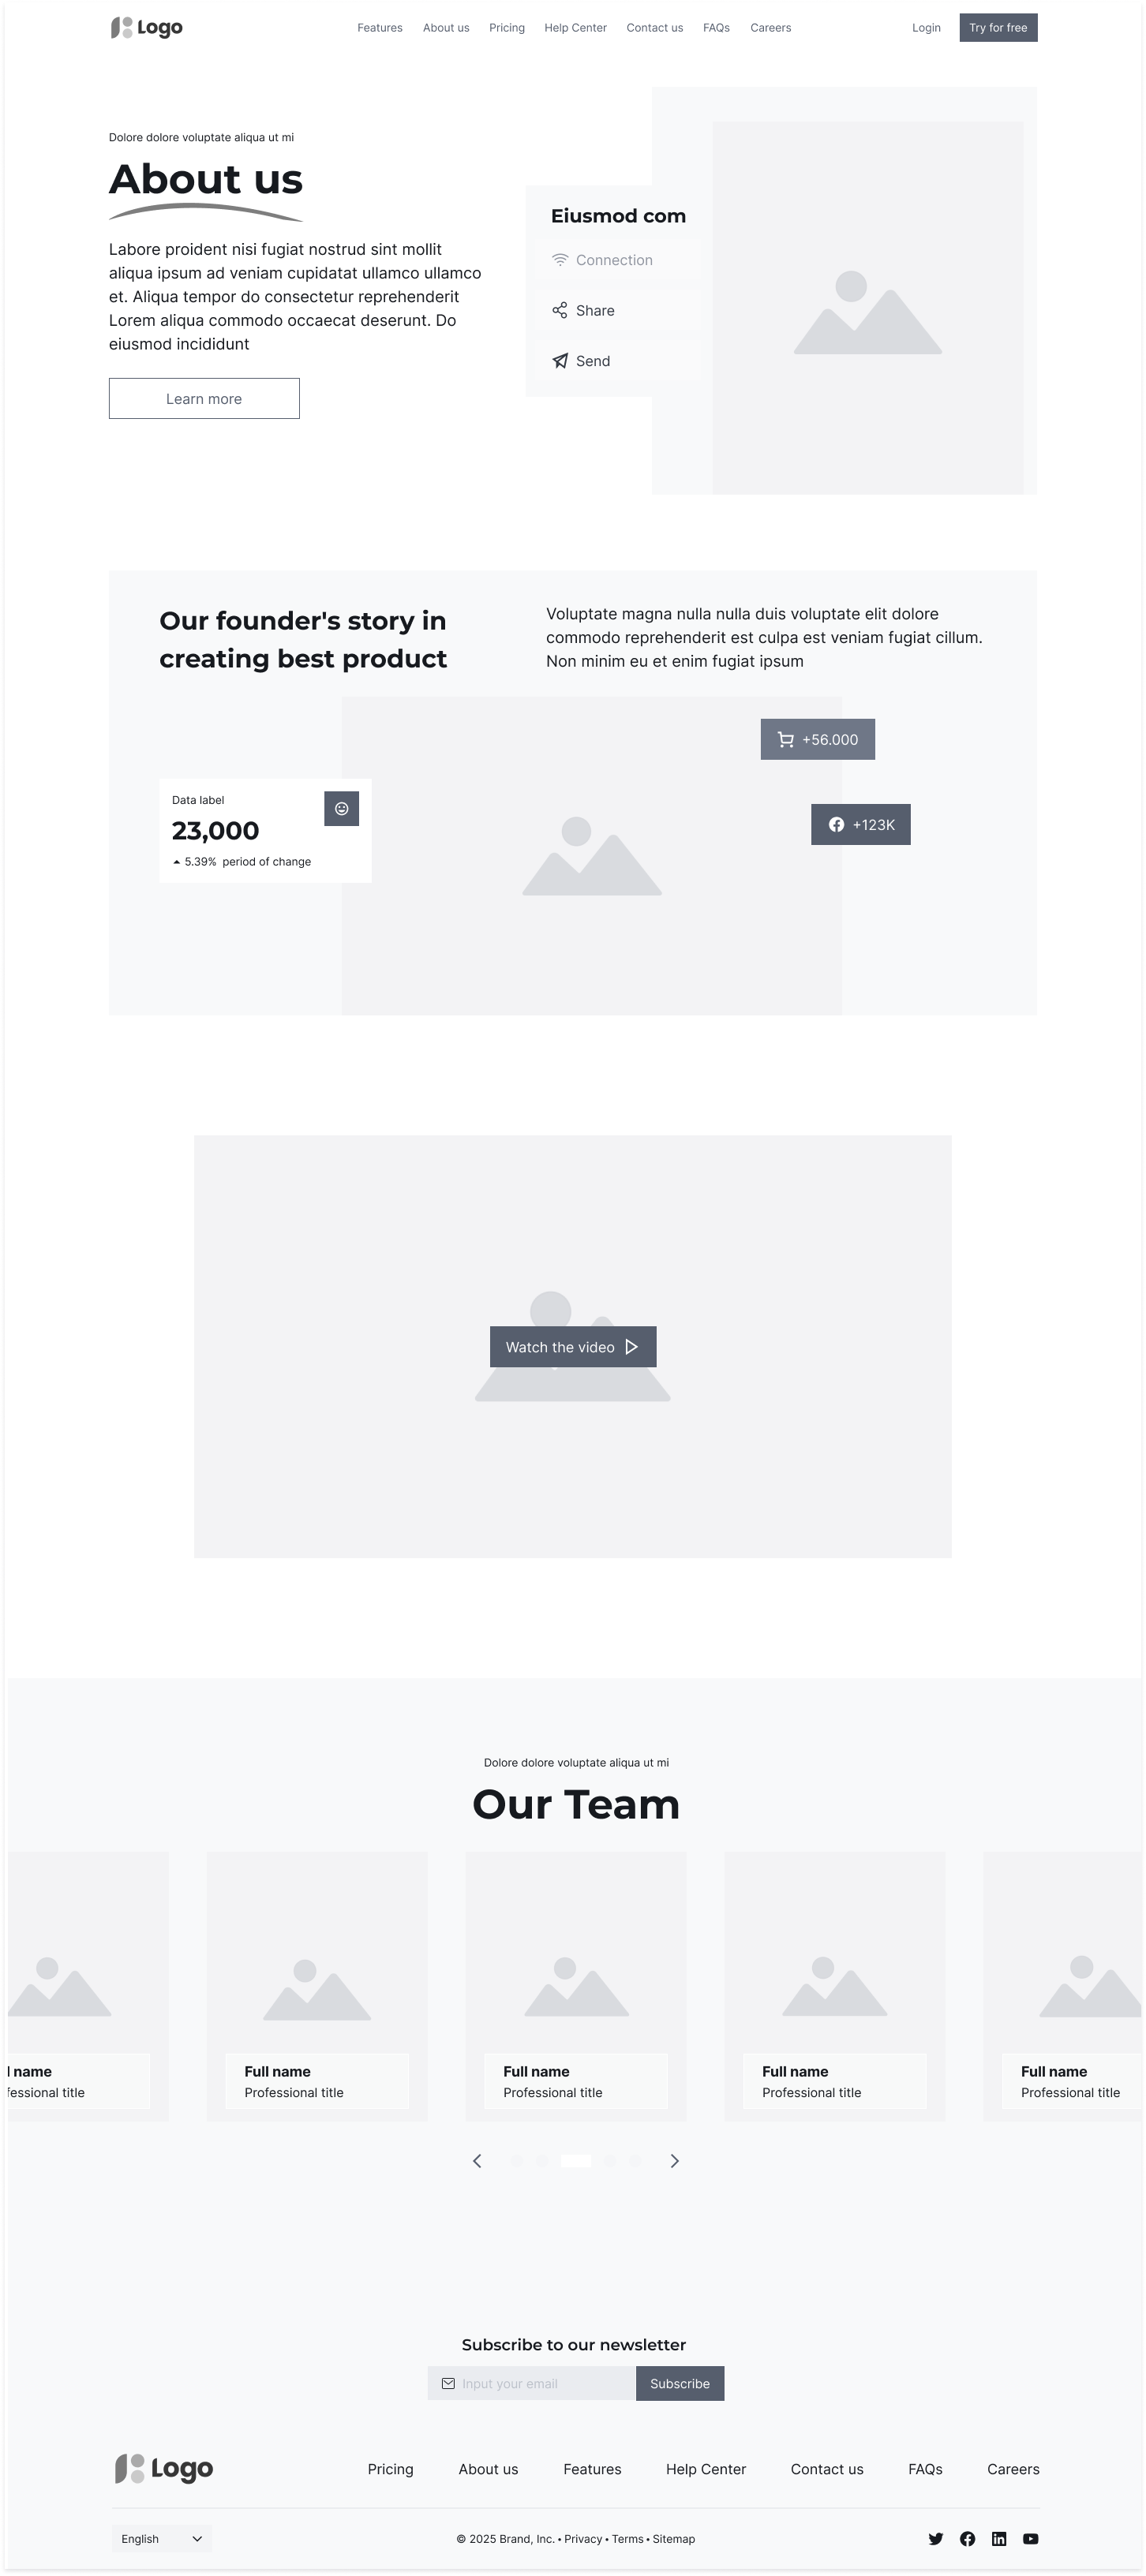 Logo
Features About us Pricing Help Center Contact us FAQs Careers
Login Try for free
Dolore dolore voluptate aliqua ut mi
About us
Labore proident nisi fugiat nostrud sint mollit
aliqua ipsum ad veniam cupidatat ullamco ullamco
et. Aliqua tempor do consectetur reprehenderit
Lorem aliqua commodo occaecat deserunt. Do
eiusmod incididunt
Learn more
Eiusmod com
Connection
Share
Send
Our founder's story in
creating best product
Voluptate magna nulla nulla duis voluptate elit dolore
commodo reprehenderit est culpa est veniam fugiat cillum.
Non minim eu et enim fugiat ipsum
+56.000
+123K
Data label
23,000
5.39% period of change
Watch the video
Dolore dolore voluptate aliqua ut mi
Our Team
l name
fessional title
Full name
Professional title
Full name
Professional title
Full name
Professional title
Full name
Professional title
Subscribe to our newsletter
Input your email Subscribe
Logo
Pricing About us Features Help Center Contact us FAQs Careers
English
© 2025 Brand, Inc. • Privacy • Terms • Sitemap